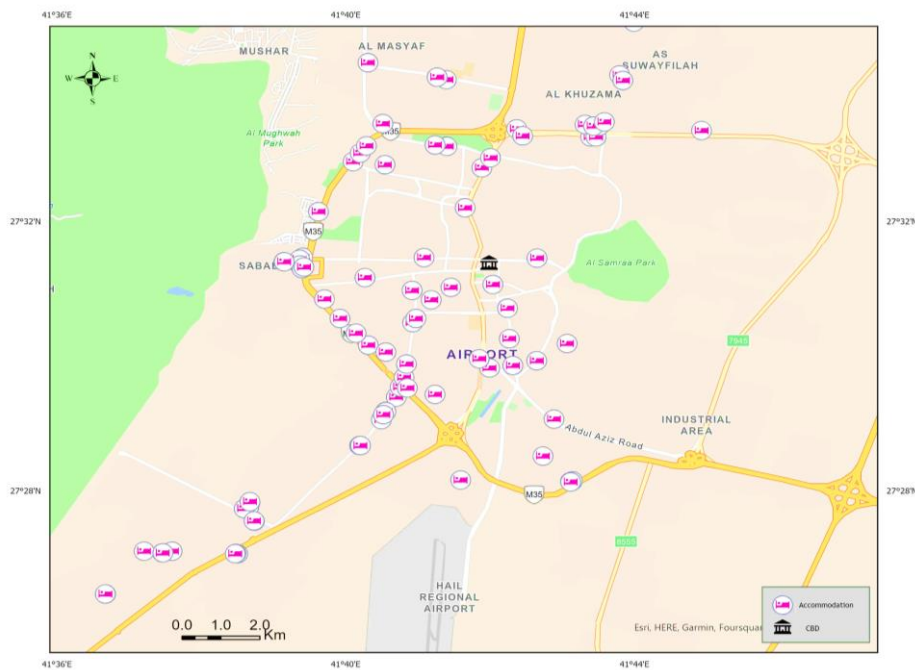 41°36'E
41°40'E
41°44'E
MUSHAR
AL MASYAF
AS
SUWAYFILAH
N
W
E
S
AL KHUZAMA
Al Mughwah
Park
M35
27°32'N
27°32'N
M35
SABAB
Al Samraa Park
AIRPORT
7945
INDUSTRIAL
AREA
Abdul Aziz Road
27°28'N
27°28'N
M35
8655
HAIL
REGIONAL
AIRPORT
Accommodation
CBD
0.0 1.0 2.0
Km
Esri, HERE, Garmin, Foursqua
41°36'E
41°40'E
41°44'E